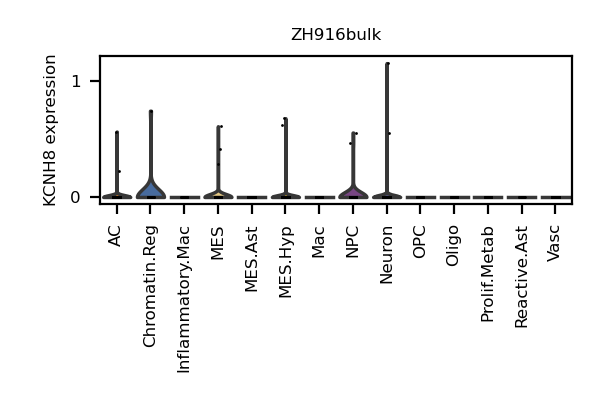 ZH916bulk
KCNH8 expression
1
0
AC
Chromatin.Reg
Inflammatory.Mac
MES
MES.Ast
MES.Hyp
Mac
NPC
Neuron
OPC
Oligo
Prolif.Metab
Reactive.Ast
Vasc